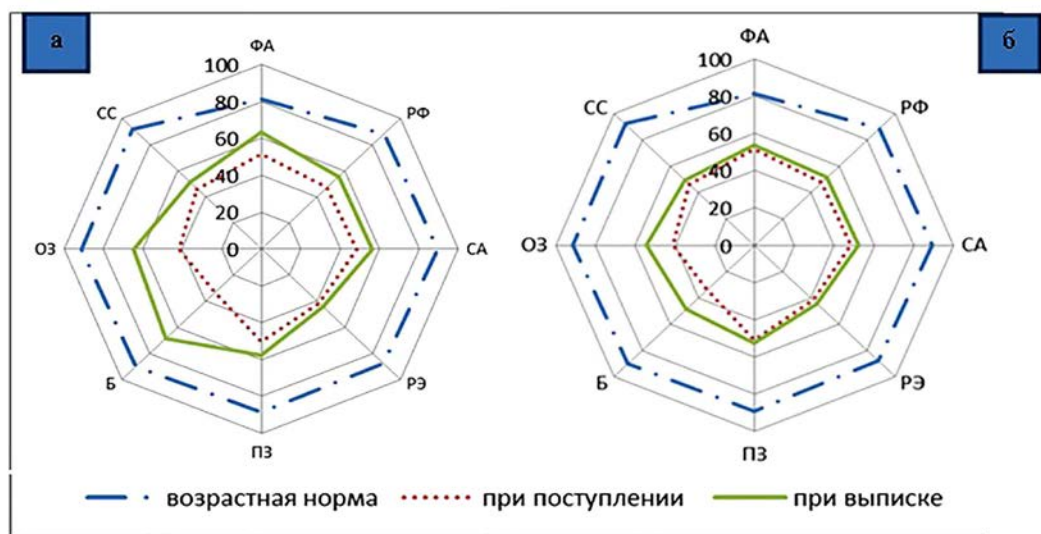 а
ФА
РФ
СА
РЭ
ПЗ
Б
ОЗ
СС
100
80
60
40
20
0
б
ФА
РФ
СА
РЭ
ПЗ
Б
ОЗ
СС
100
80
60
40
20
0
возрастная норма
при поступлении
при выписке